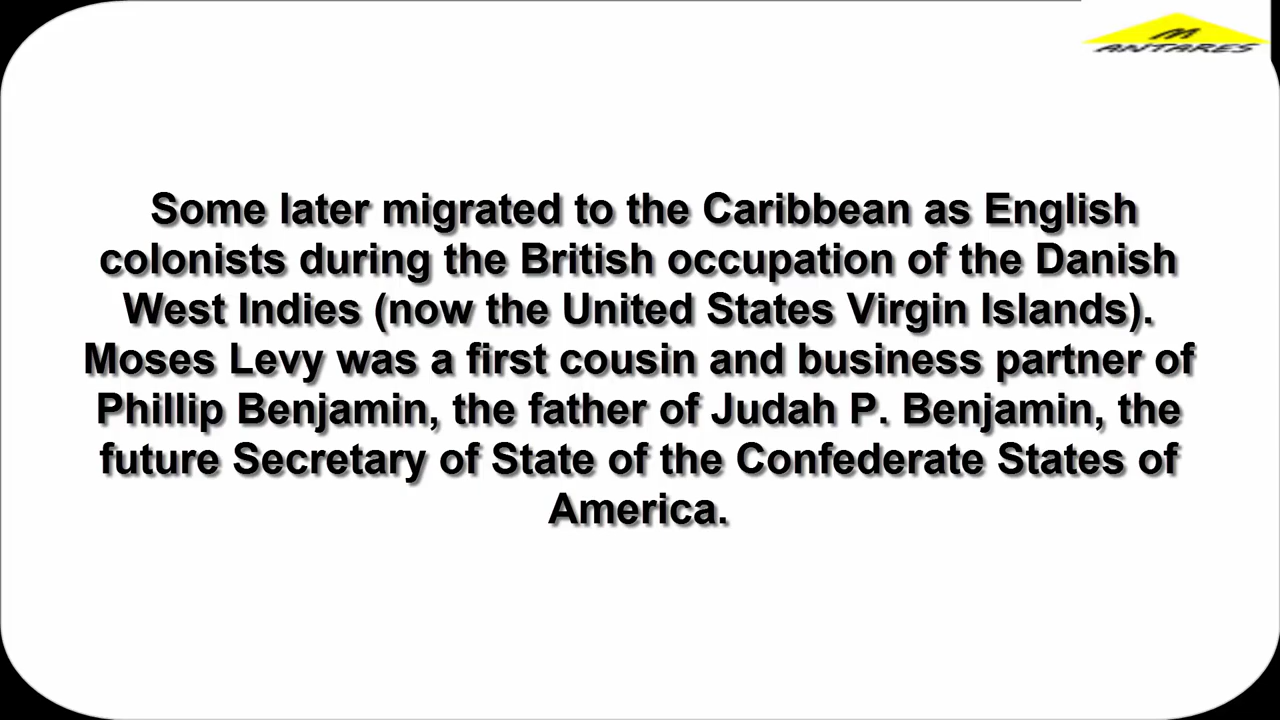 M
ANTARES
Some later migrated to the Caribbean as English
colonists during the British occupation of the Danish
West Indies (now the United States Virgin Islands).
Moses Levy was a first cousin and business partner of
Phillip Benjamin, the father of Judah P. Benjamin, the
future Secretary of State of the Confederate States of
America.